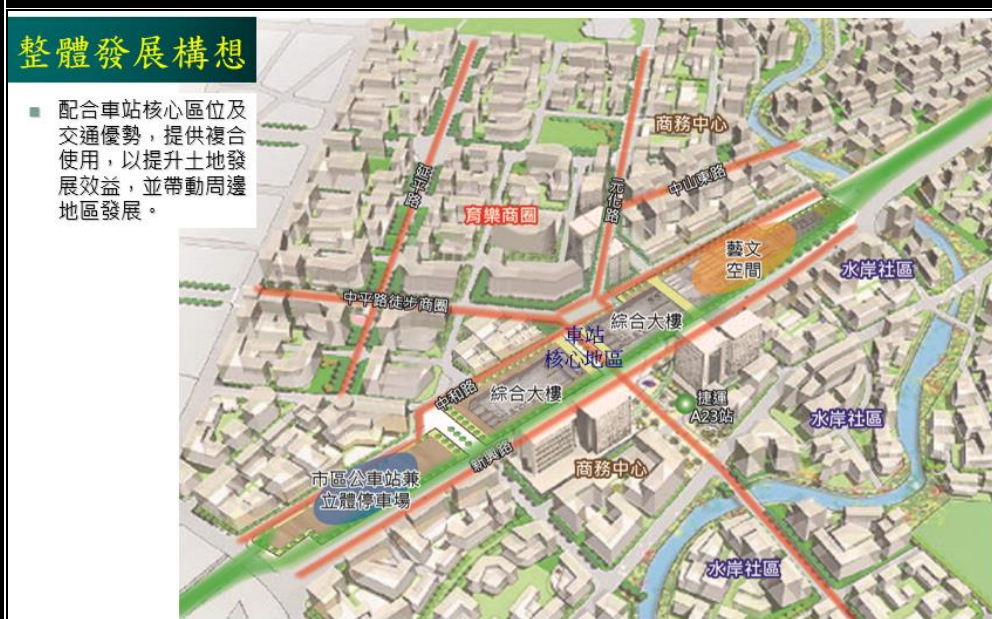 整體發展構想
配合車站核心區位及
交通優勢，提供複合
使用，以提升土地發
展效益，並帶動周邊
地區發展。
商務中心
延平路
元化路
中山東路
育樂商圈
藝文
空間
水岸社區
中平路徒步商圈
綜合大樓
車站
核心地區
中和路
綜合大樓
捷運
A23站
水岸社區
新興路
商務中心
市區公車站兼
立體停車場
水岸社區